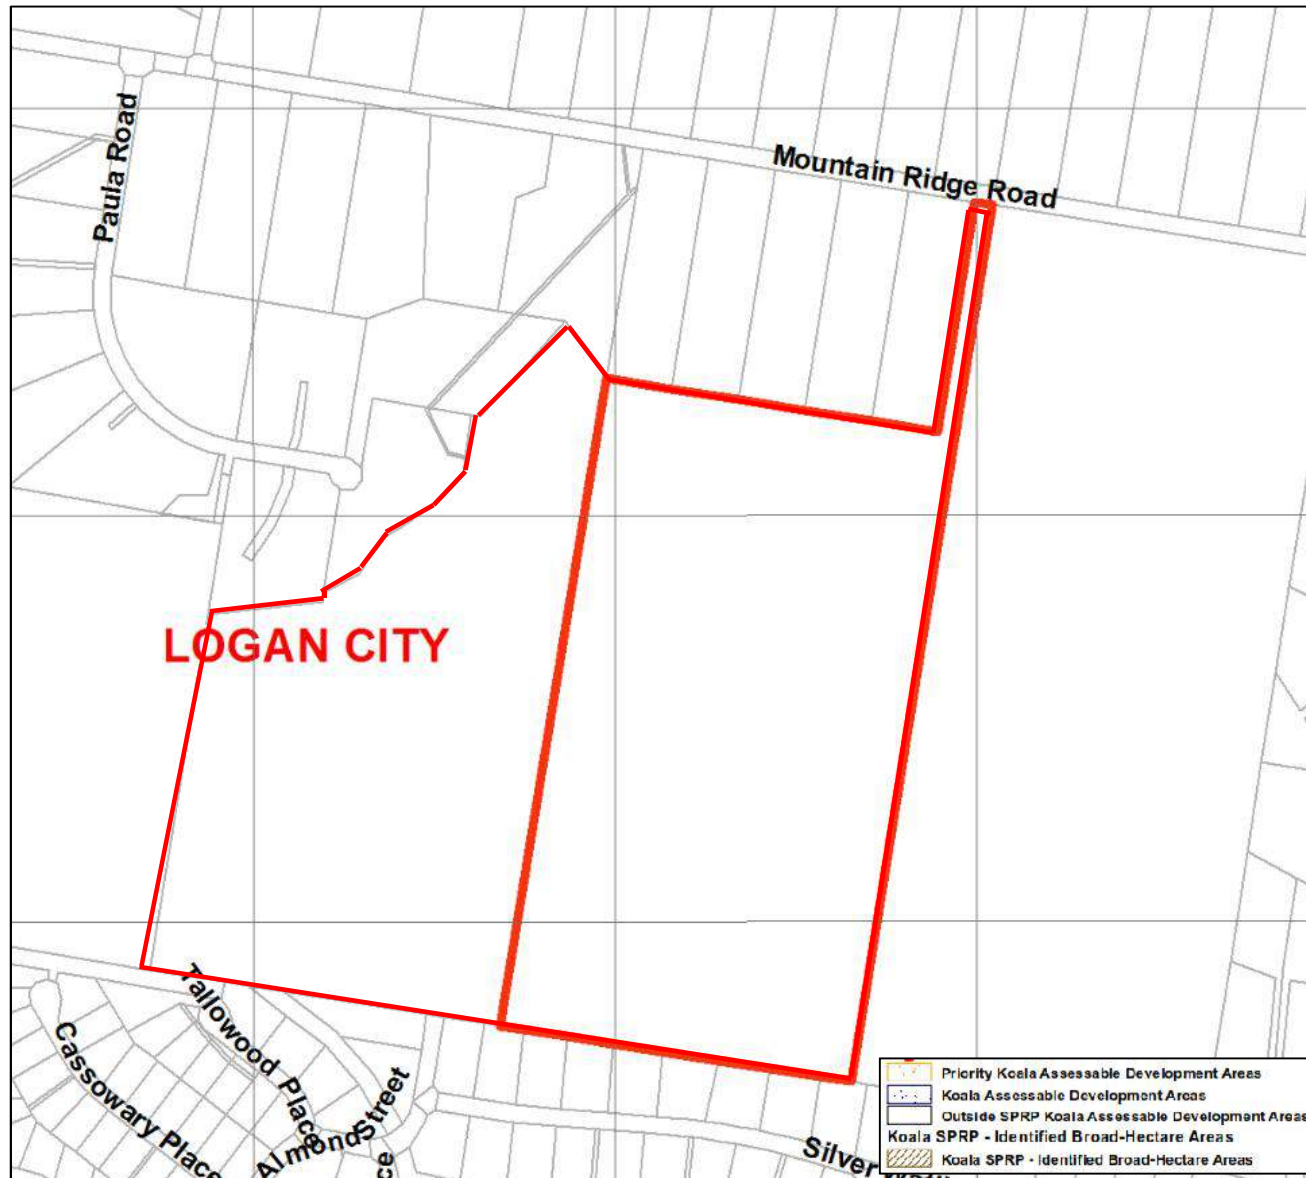 Paula Road
Mountain Ridge Road
LOGAN CITY
Tallowood Place
Cassowary Place
Almond Street
ce
Silver
Priority Koala Assessable Development Areas
Koala Assessable Development Areas
Outside SPRP Koala Assessable Development Areas
Koala SPRP - Identified Broad-Hectare Areas
Koala SPRP - Identified Broad-Hectare Areas